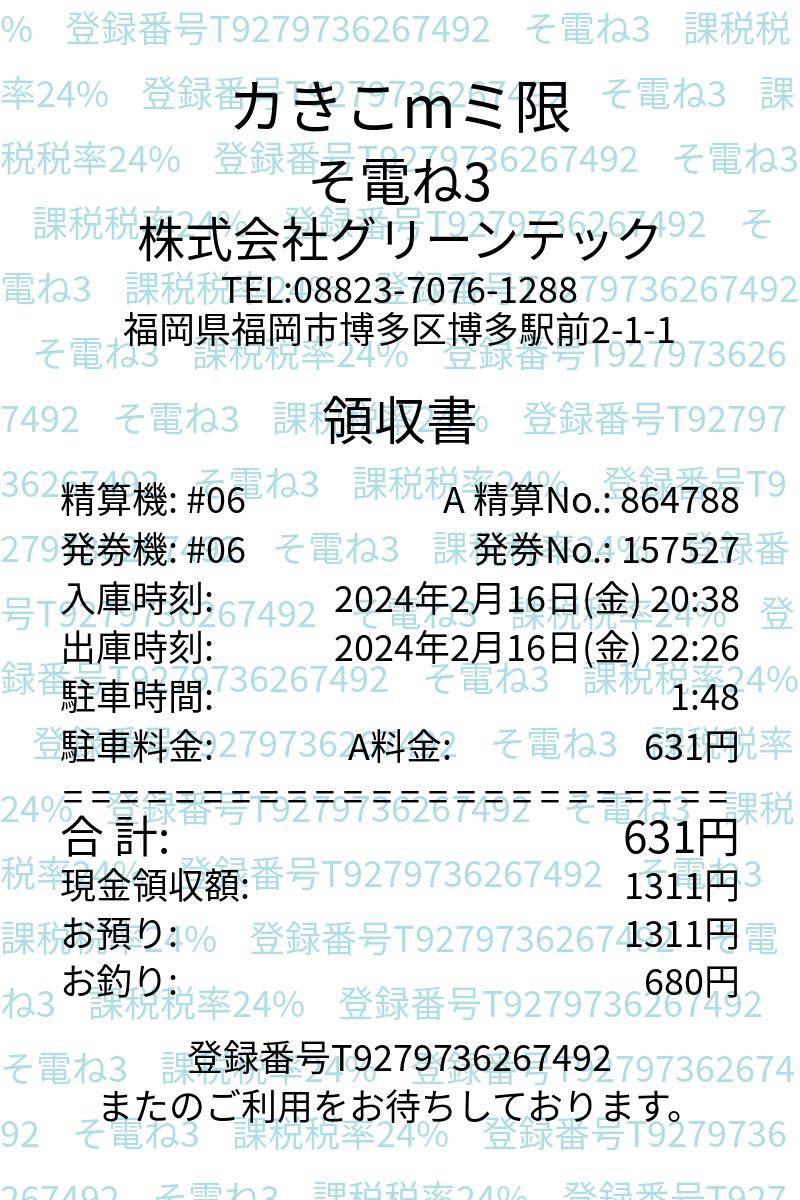 カきこmミ限
そ電ね3
株式会社グリーンテック
TEL:08823-7076-1288
福岡県福岡市博多区博多駅前2-1-1
領収書
精算機: #06 A 精算No.: 864788
発券機: #06 発券No.: 157527
入庫時刻: 2024年2月16日(金) 20:38
出庫時刻: 2024年2月16日(金) 22:26
駐車時間: 1:48
駐車料金: A料金: 631円
========================
合 計: 631円
現金領収額: 1311円
お預り: 1311円
お釣り: 680円
登録番号T9279736267492
またのご利用をお待ちしております。